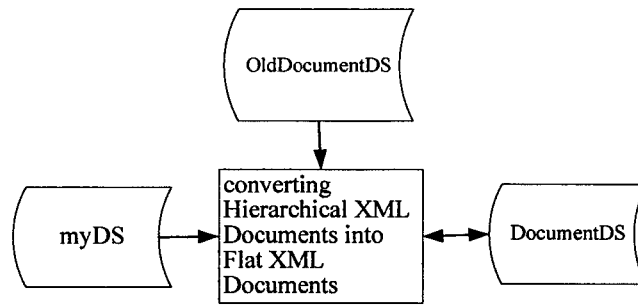 OldDocumentDS
converting
Hierarchical XML
Documents into
Flat XML
Documents
myDS
DocumentDS